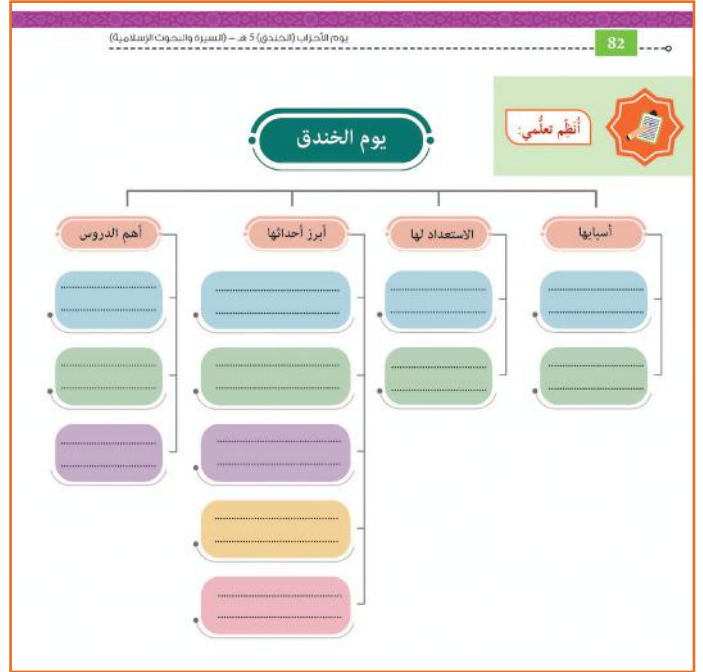 يوم الأحزاب (الخندق) 5 هـ – (السيرة والبحوث الإسلامية)
82
أُنَظِّم تعلُّمي:
يوم الخندق
أسبابها
الاستعداد لها
أبرز أحداثها
أهم الدروس